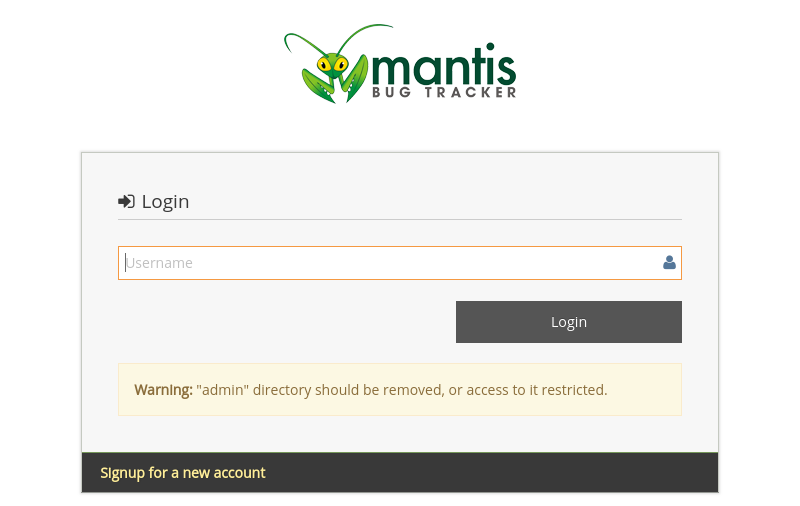 mantis
BUG TRACKER
Login
Username
Login
Warning: "admin" directory should be removed, or access to it restricted.
Signup for a new account